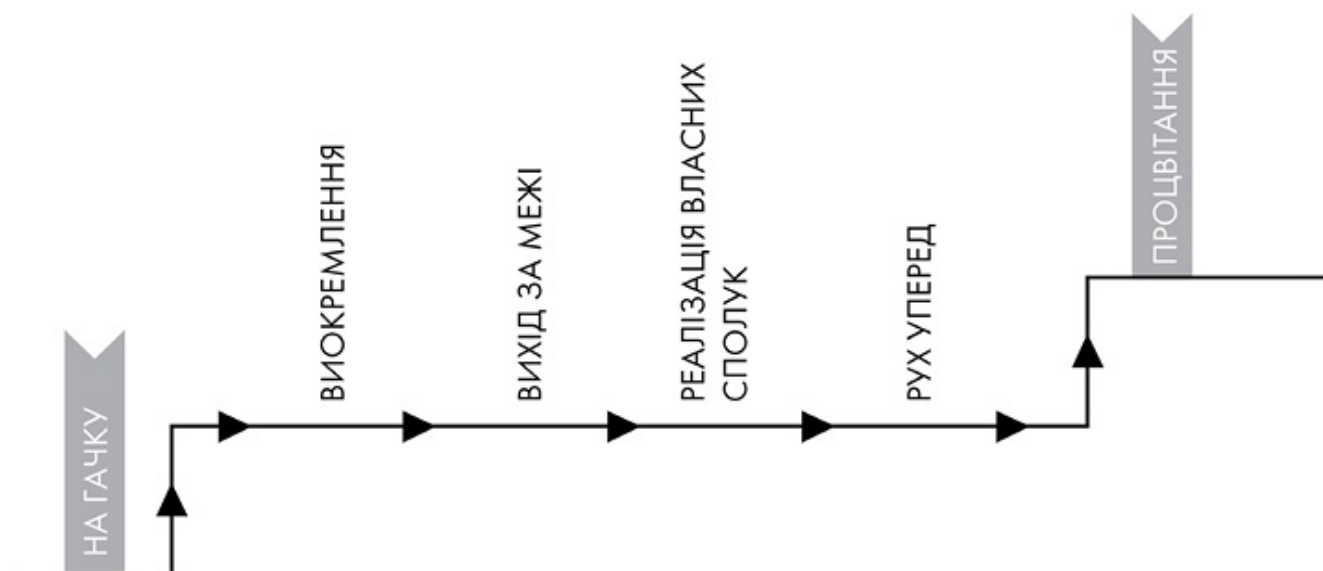 НА ГАЧКУ
ВИОКРЕМЛЕННЯ
ВИХІД ЗА МЕЖІ
РЕАЛІЗАЦІЯ ВЛАСНИХ
СПОЛУК
РУХ УПЕРЕД
ПРОЦВІТАННЯ